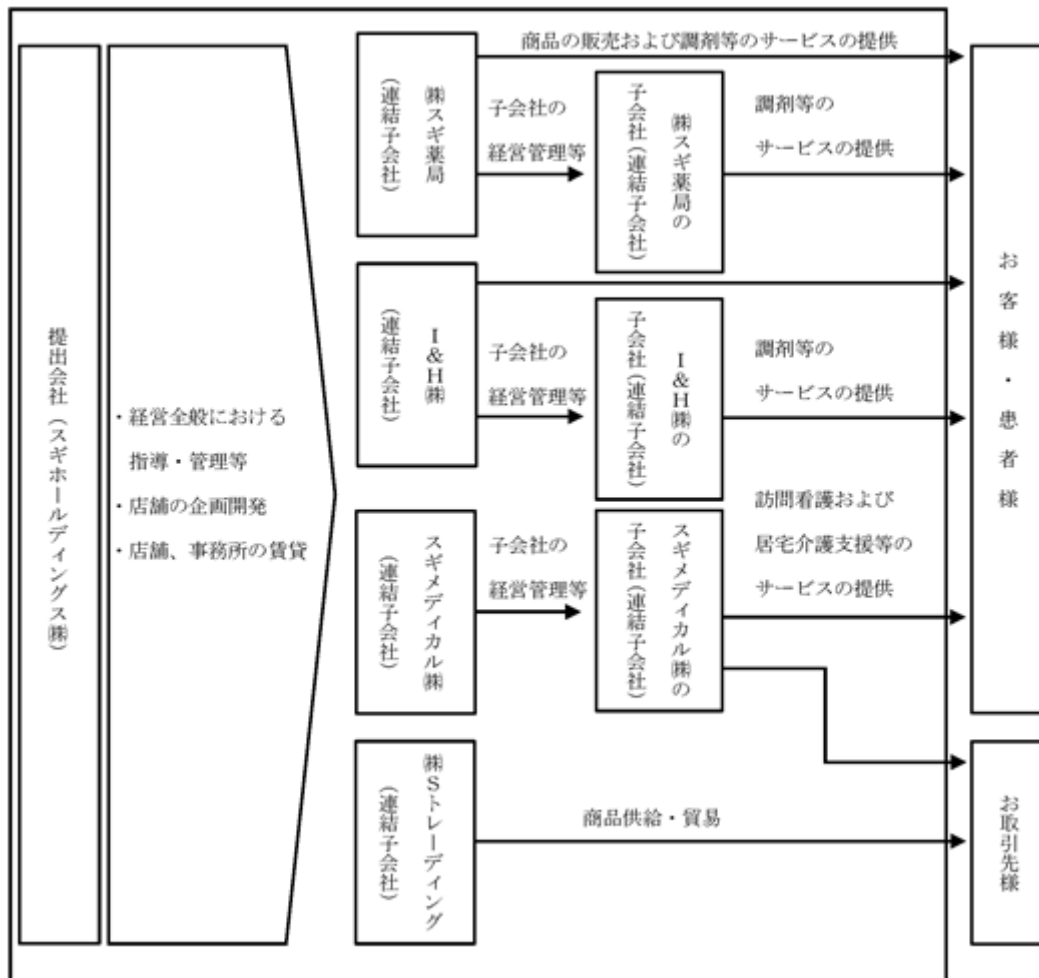 提出会社(スギホールディングス㈱)
・経営全般における
指導・管理等
・店舗の企画開発
・店舗、事務所の賃貸
㈱スギ薬局
(連結子会社)
商品の販売および調剤等のサービスの提供
子会社の
経営管理等
㈱スギ薬局の
子会社(連結子会社)
調剤等の
サービスの提供
I&H㈱
(連結子会社)
子会社の
経営管理等
I&H㈱の
子会社(連結子会社)
調剤等の
サービスの提供
スギメディカル㈱
(連結子会社)
子会社の
経営管理等
スギメディカル㈱の
子会社(連結子会社)
訪問看護および
居宅介護支援等の
サービスの提供
㈱Sトレーディング
(連結子会社)
商品供給・貿易
お客様・患者様
お取引先様